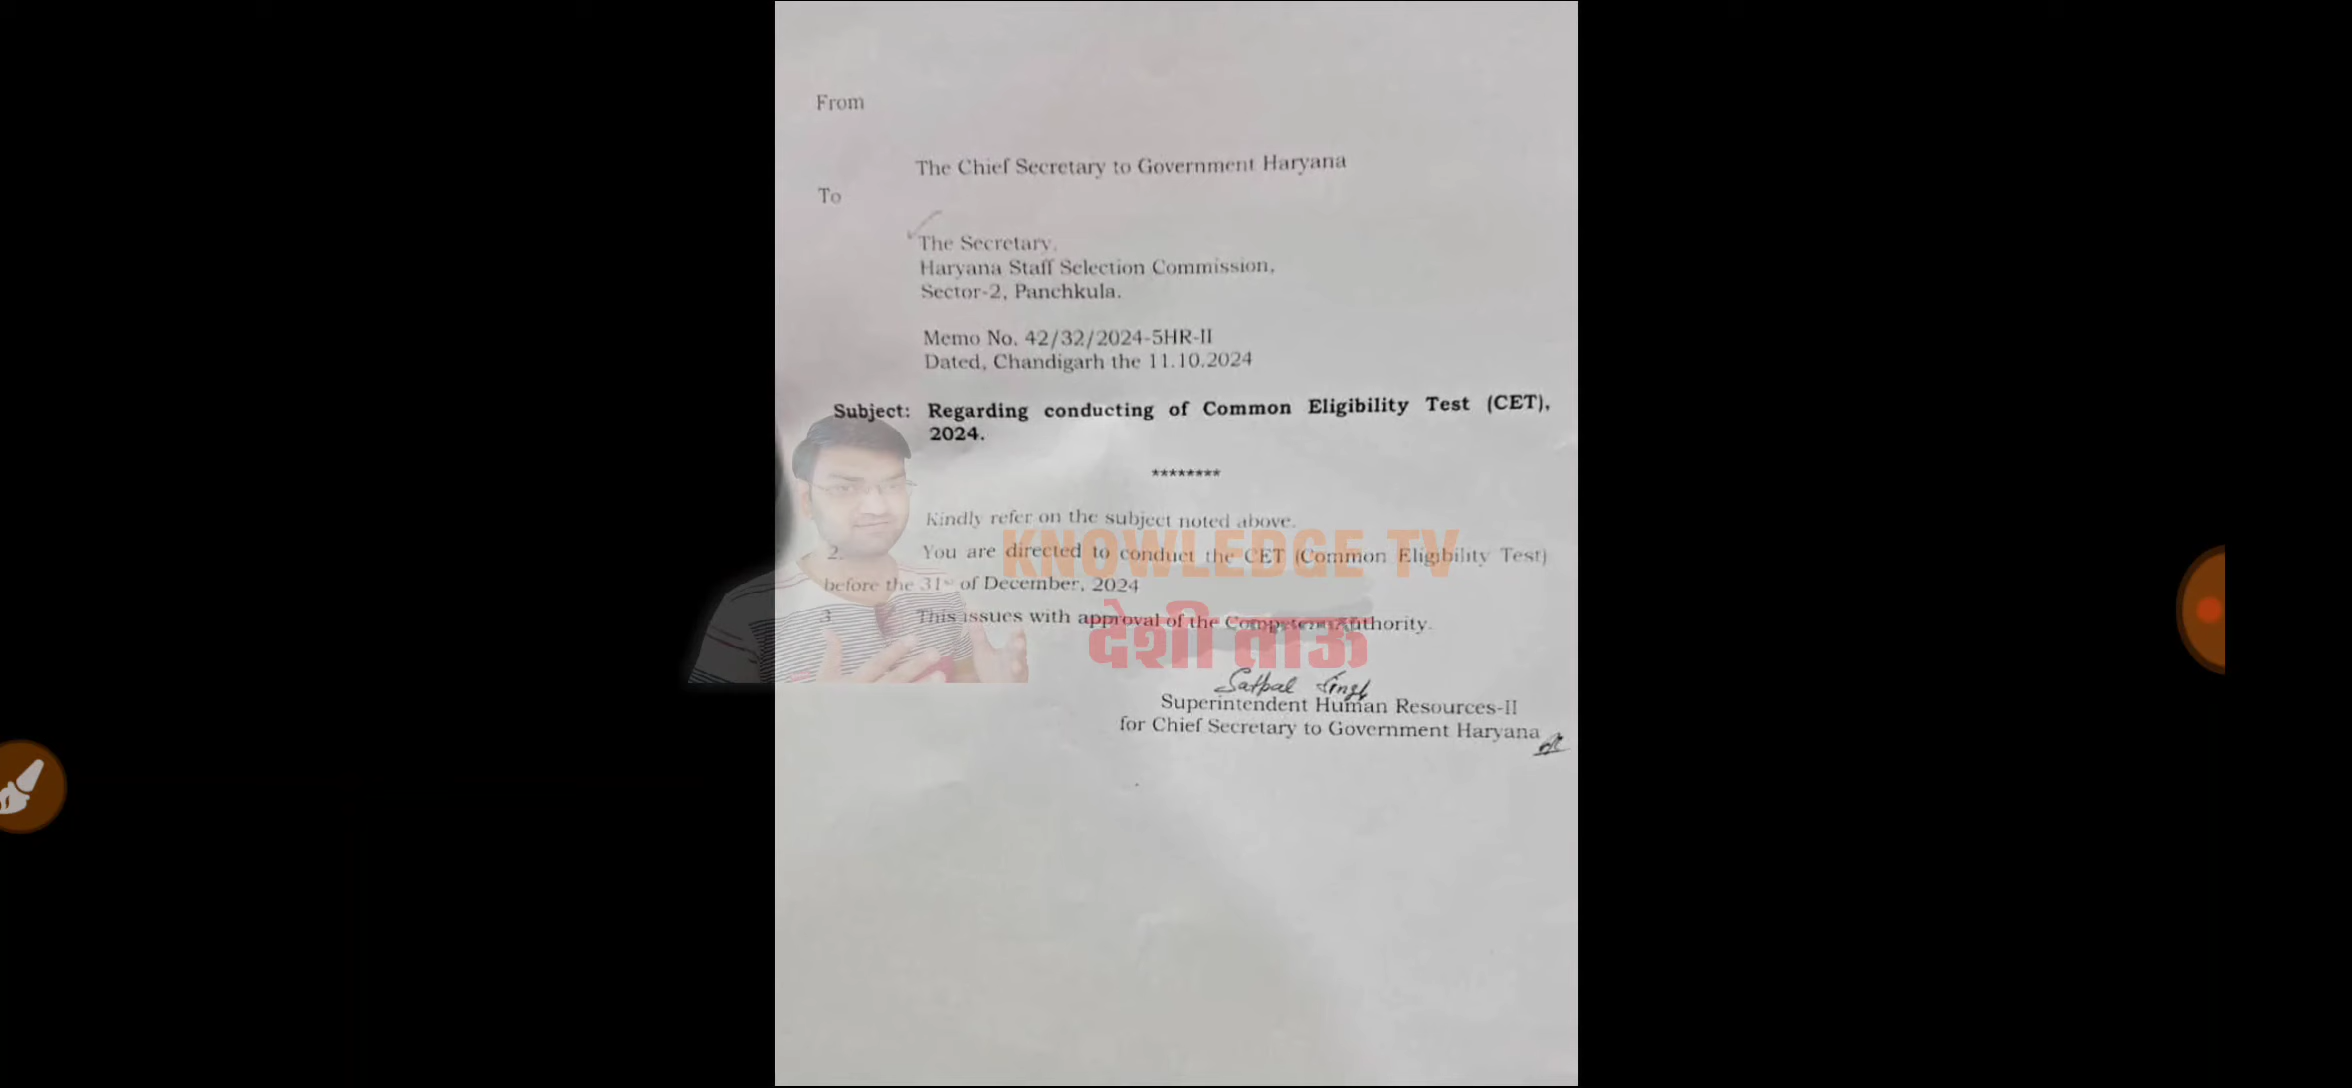 From
The Chief Secretary to Government Haryana
To
The Secretary,
Haryana Staff Selection Commission,
Sector-2, Panchkula.
Memo No. 42/32/2024-5HR-II
Dated, Chandigarh the 11.10.2024
Subject: Regarding conducting of Common Eligibility Test (CET),
2024.
********
Kindly refer on the subject noted above.
KNOWLEDGE TV
2. You are directed to conduct the CET (Common Eligibility Test)
before the 31st of December, 2024
3 This issues with approval of the Competent Authority.
देशी ताऊ
Satpal Singh
Superintendent Human Resources-II
for Chief Secretary to Government Haryana